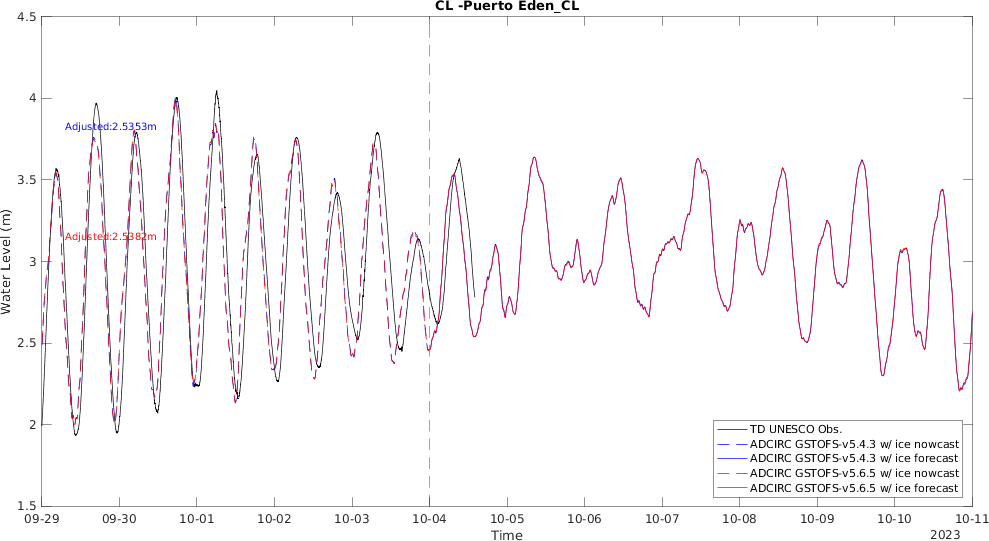 CL -Puerto Eden_CL
4.5
4
3.5
3
2.5
2
1.5
Water Level (m)
Adjusted:2.5353m
Adjusted:2.5382m
TD UNESCO Obs.
ADCIRC GSTOFS-v5.4.3 w/ ice nowcast
ADCIRC GSTOFS-v5.4.3 w/ ice forecast
ADCIRC GSTOFS-v5.6.5 w/ ice nowcast
ADCIRC GSTOFS-v5.6.5 w/ ice forecast
09-29 09-30 10-01 10-02 10-03 10-04 10-05 10-06 10-07 10-08 10-09 10-10 10-11
Time
2023